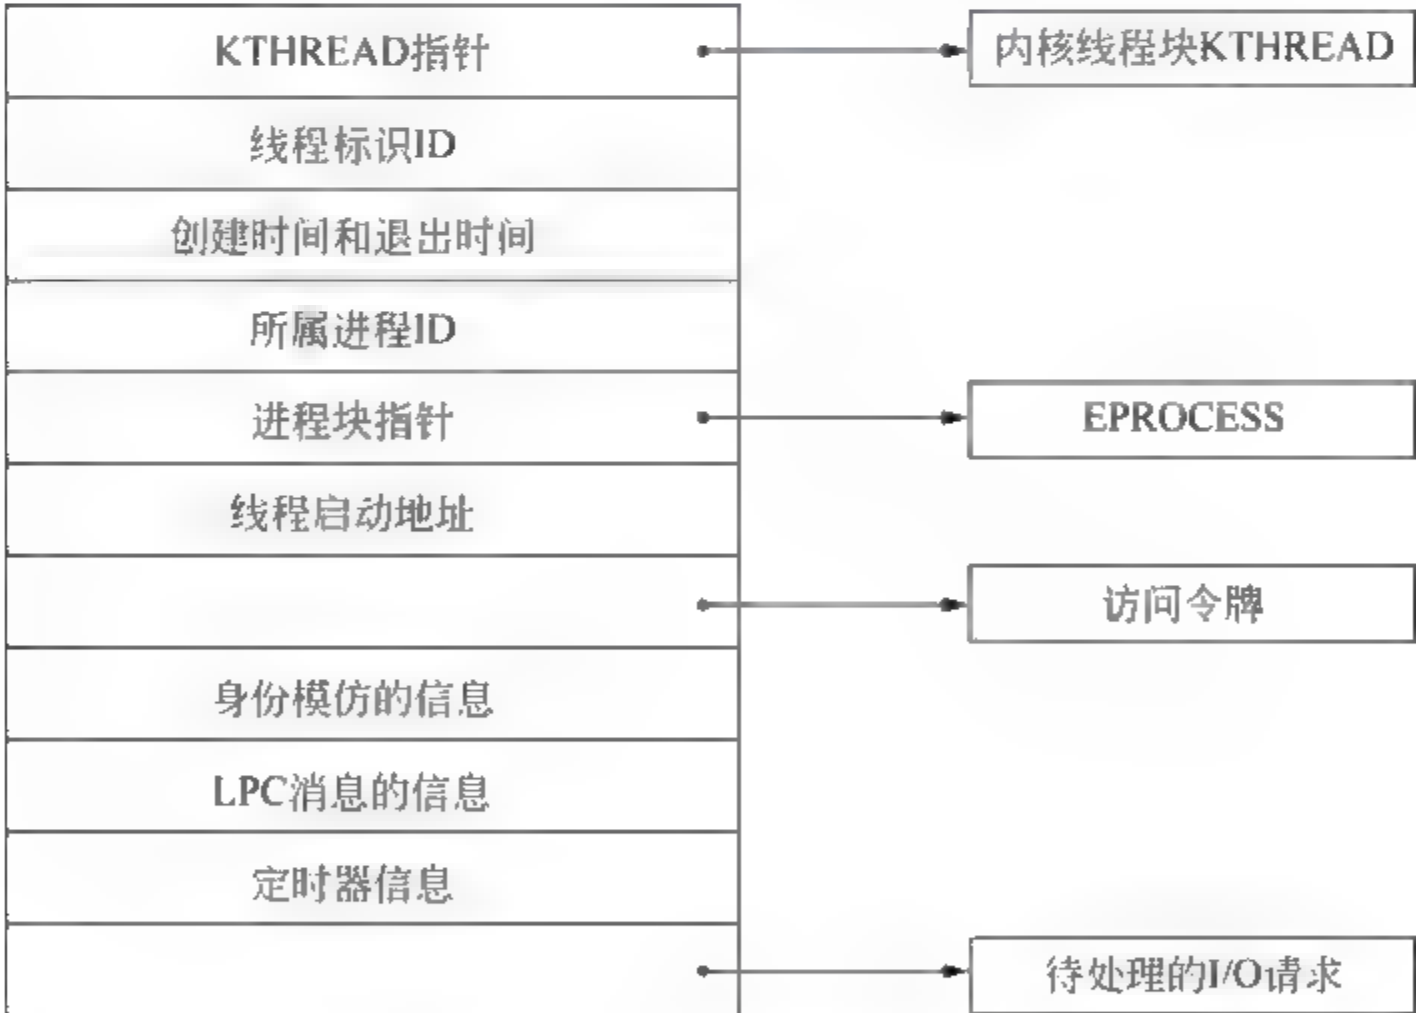 KTHREAD指针
内核线程块KTHREAD
线程标识ID
创建时间和退出时间
所属进程ID
进程块指针
EPROCESS
线程启动地址
访问令牌
身份模仿的信息
LPC消息的信息
定时器信息
待处理的I/O请求